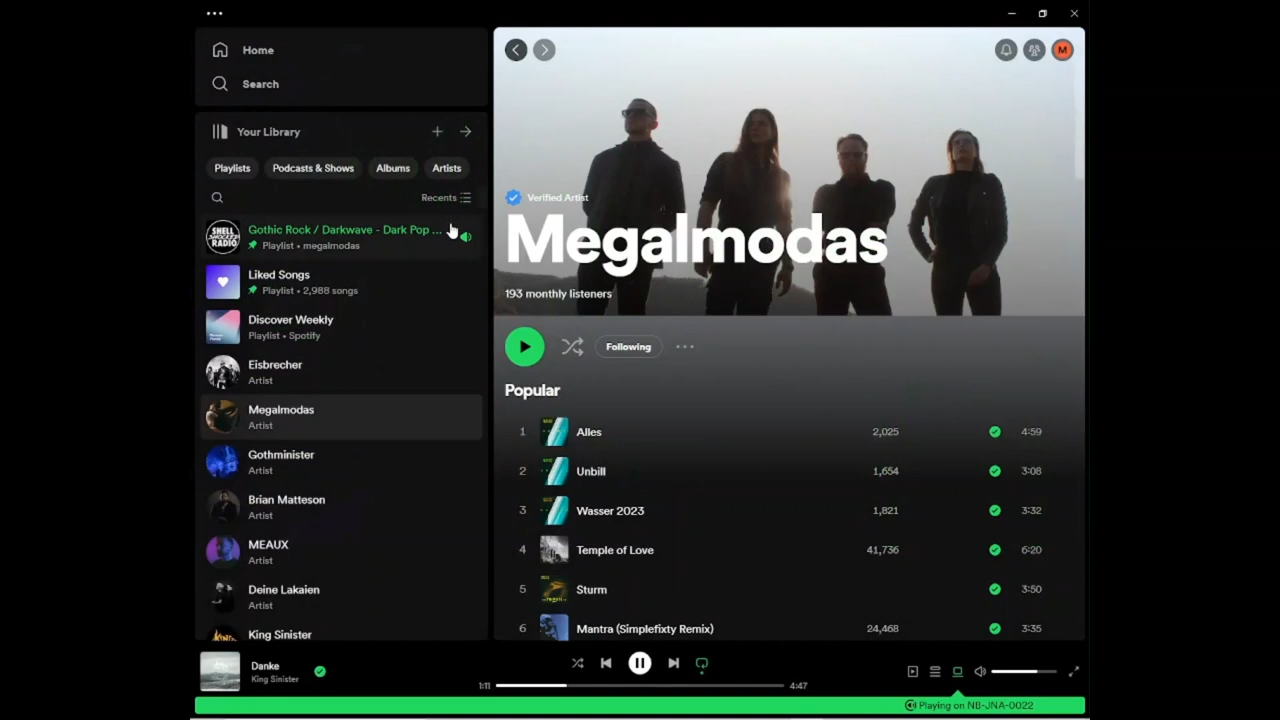 Home
Search
Your Library
Playlists
Podcasts & Shows
Albums
Artists
Recents
SHELL SHOCKED RADIO
Gothic Rock / Darkwave - Dark Pop ...
Playlist • megalmodas
Liked Songs
Playlist • 2,988 songs
Discover Weekly
Playlist • Spotify
Eisbrecher
Artist
Megalmodas
Artist
Gothminister
Artist
Brian Matteson
Artist
MEAUX
Artist
Deine Lakaien
Artist
King Sinister
M
Verified Artist
Megalmodas
193 monthly listeners
Following
Popular
1 Alles 2,025 4:59
2 Unbill 1,654 3:08
3 Wasser 2023 1,821 3:32
4 Temple of Love 41,736 6:20
5 Sturm 3:50
6 Mantra (Simplefixty Remix) 24,468 3:35
Danke
King Sinister
1:11
4:47
Playing on NB-JNA-0022